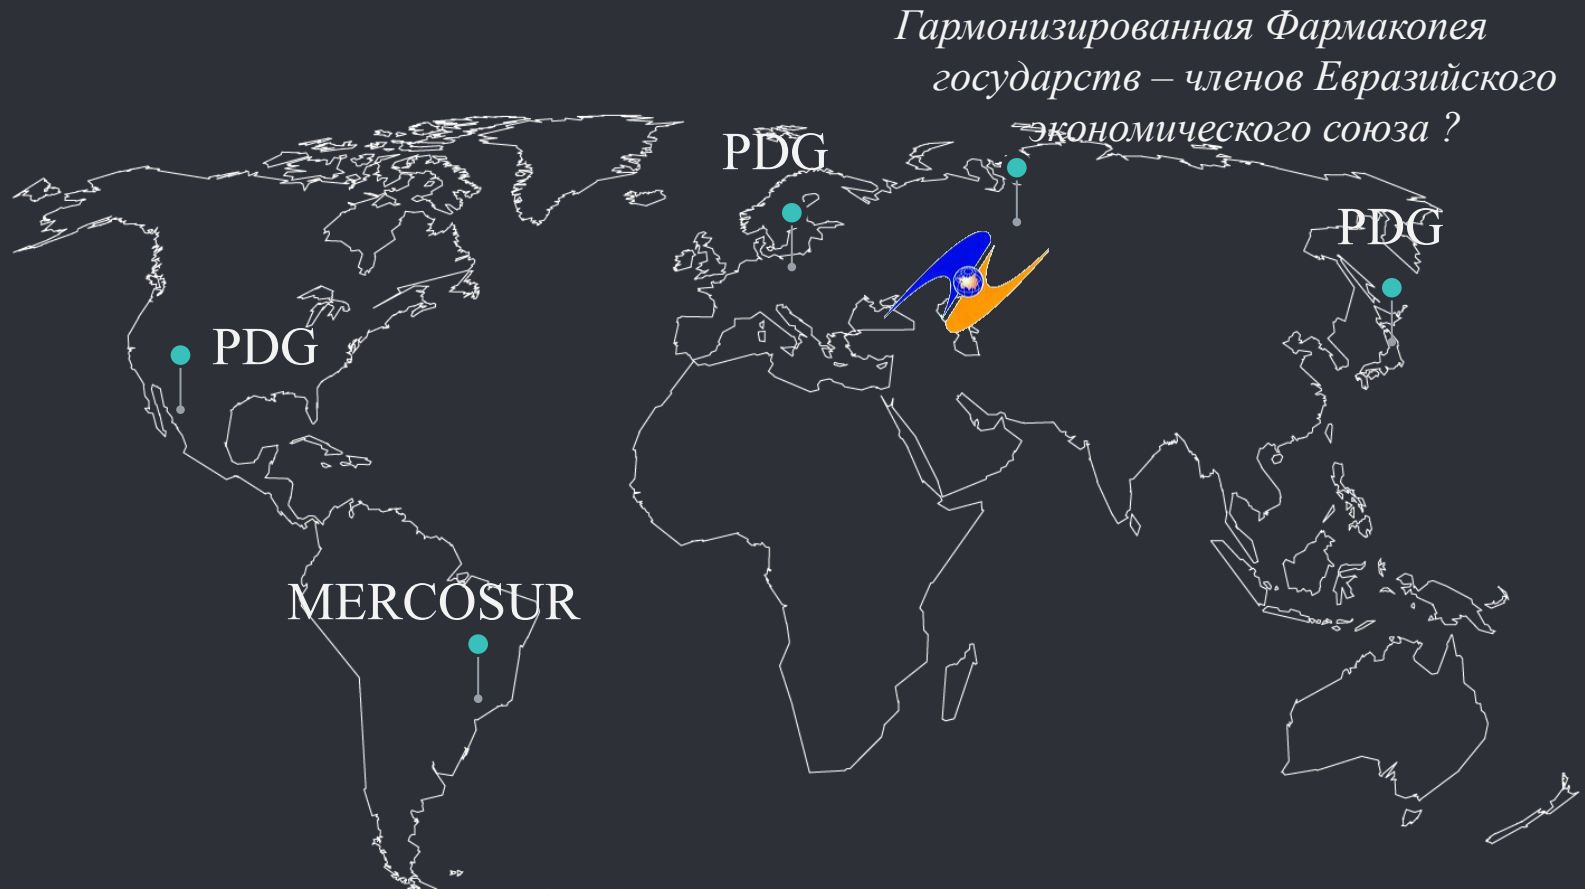 Гармонизированная Фармакопея
государств – членов Евразийского
экономического союза ?
PDG
PDG
PDG
MERCOSUR